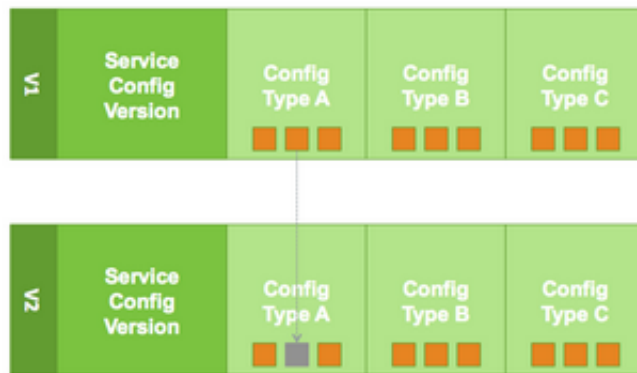 V1
Service
Config
Version
Config
Type A
Config
Type B
Config
Type C
V2
Service
Config
Version
Config
Type A
Config
Type B
Config
Type C